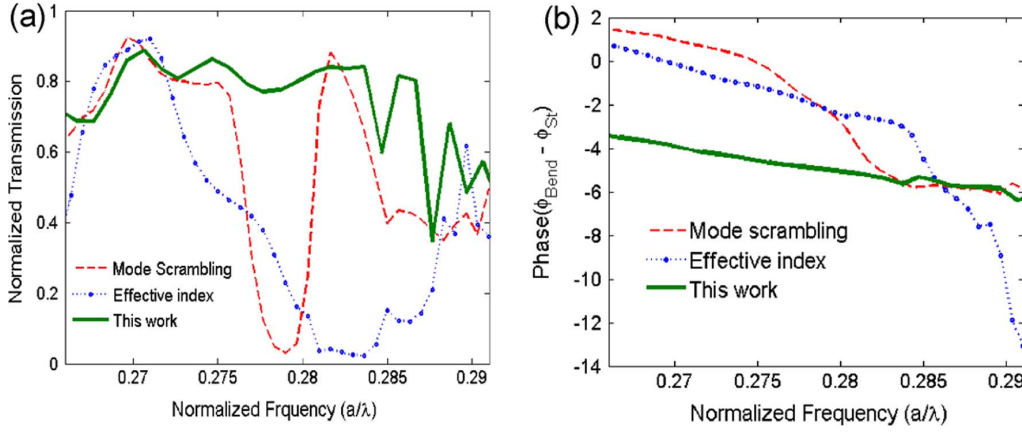 (a)
Normalized Transmission
1
0.8
0.6
0.4
0.2
0
Mode Scrambling
Effective index
This work
0.27
0.275
0.28
0.285
0.29
Normalized Frquency (a/λ)
(b)
Phase(ϕBend - ϕSt)
2
0
-2
-4
-6
-8
-10
-12
-14
Mode scrambling
Effective index
This work
0.27
0.275
0.28
0.285
0.29
Normalized Frequency (a/λ)